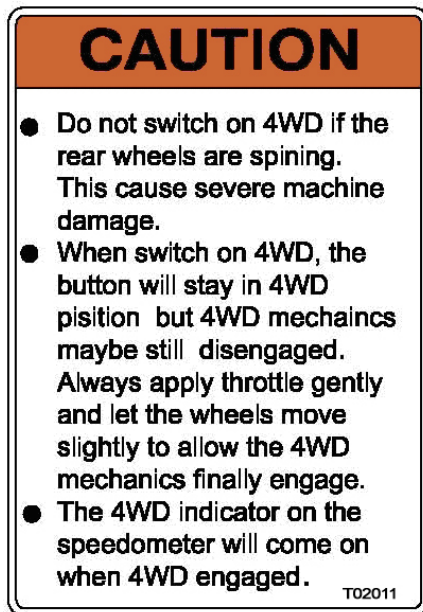 CAUTION
● Do not switch on 4WD if the
rear wheels are spining.
This cause severe machine
damage.
● When switch on 4WD, the
button will stay in 4WD
pisition but 4WD mechaincs
maybe still disengaged.
Always apply throttle gently
and let the wheels move
slightly to allow the 4WD
mechanics finally engage.
● The 4WD indicator on the
speedometer will come on
when 4WD engaged.
T02011